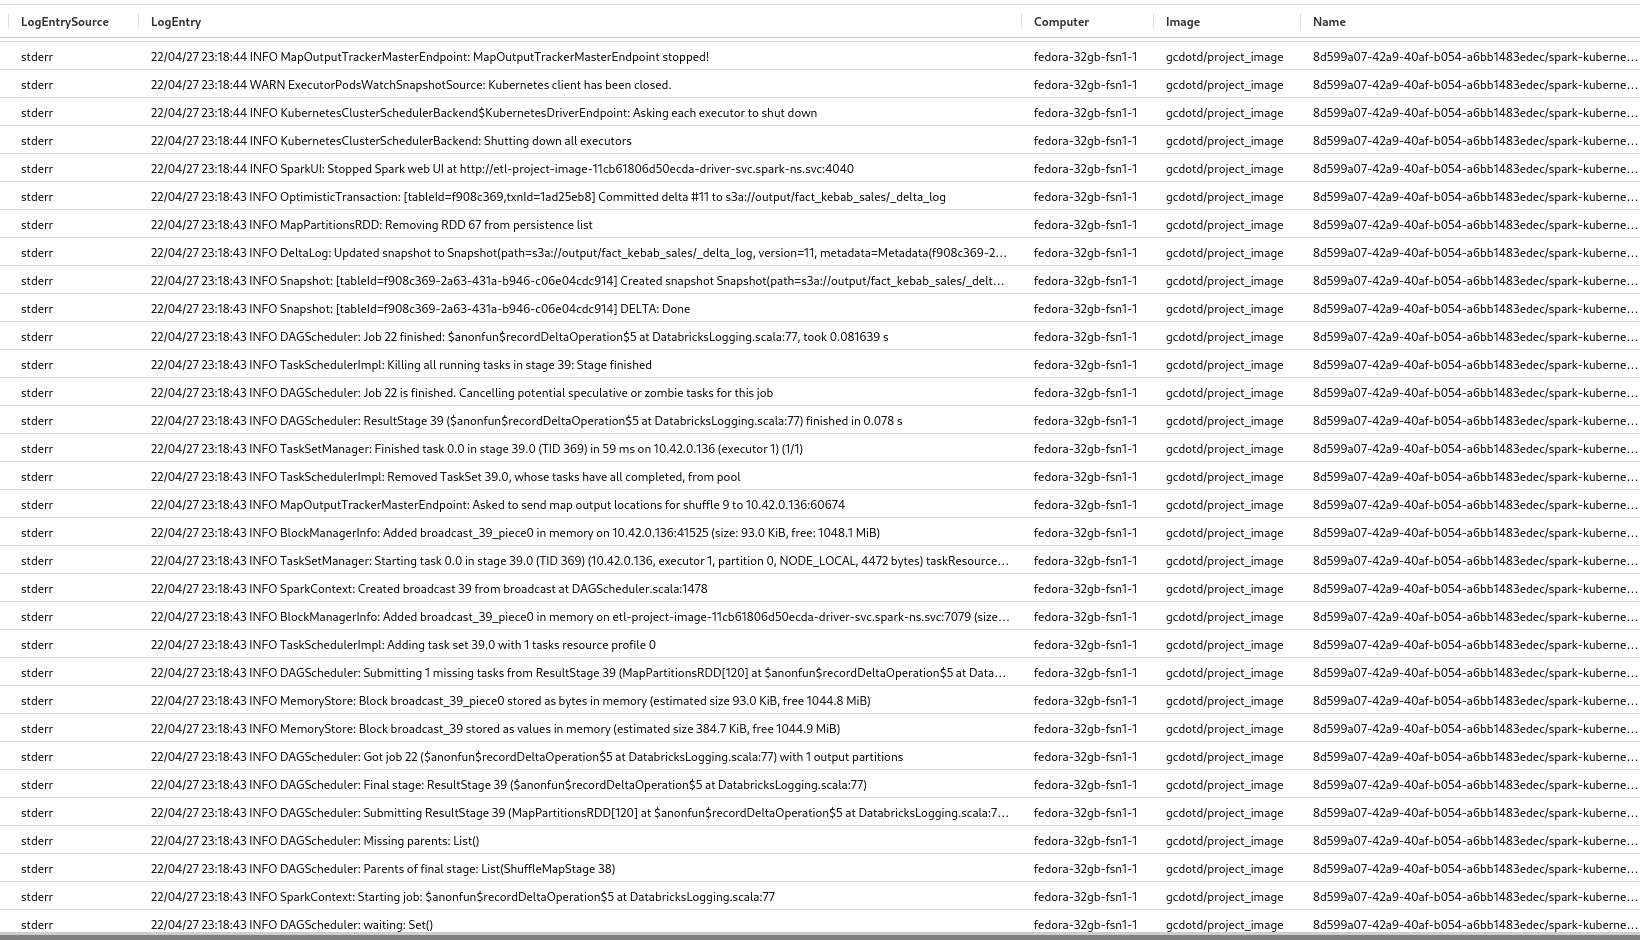 LogEntrySource LogEntry Computer Image Name
stderr 22/04/27 23:18:44 INFO MapOutputTrackerMasterEndpoint: MapOutputTrackerMasterEndpoint stopped! fedora-32gb-fsn1-1 gcdotd/project_image 8d599a07-42a9-40af-b054-a6bb1483edec/spark-kuberne…
stderr 22/04/27 23:18:44 WARN ExecutorPodsWatchSnapshotSource: Kubernetes client has been closed. fedora-32gb-fsn1-1 gcdotd/project_image 8d599a07-42a9-40af-b054-a6bb1483edec/spark-kuberne…
stderr 22/04/27 23:18:44 INFO KubernetesClusterSchedulerBackend$KubernetesDriverEndpoint: Asking each executor to shut down fedora-32gb-fsn1-1 gcdotd/project_image 8d599a07-42a9-40af-b054-a6bb1483edec/spark-kuberne…
stderr 22/04/27 23:18:44 INFO KubernetesClusterSchedulerBackend: Shutting down all executors fedora-32gb-fsn1-1 gcdotd/project_image 8d599a07-42a9-40af-b054-a6bb1483edec/spark-kuberne…
stderr 22/04/27 23:18:44 INFO SparkUI: Stopped Spark web UI at http://etl-project-image-11cb61806d50ecda-driver-svc.spark-ns.svc:4040 fedora-32gb-fsn1-1 gcdotd/project_image 8d599a07-42a9-40af-b054-a6bb1483edec/spark-kuberne…
stderr 22/04/27 23:18:43 INFO OptimisticTransaction: [tableId=f908c369,txnId=1ad25eb8] Committed delta #11 to s3a://output/fact_kebab_sales/_delta_log fedora-32gb-fsn1-1 gcdotd/project_image 8d599a07-42a9-40af-b054-a6bb1483edec/spark-kuberne…
stderr 22/04/27 23:18:43 INFO MapPartitionsRDD: Removing RDD 67 from persistence list fedora-32gb-fsn1-1 gcdotd/project_image 8d599a07-42a9-40af-b054-a6bb1483edec/spark-kuberne…
stderr 22/04/27 23:18:43 INFO DeltaLog: Updated snapshot to Snapshot(path=s3a://output/fact_kebab_sales/_delta_log, version=11, metadata=Metadata(f908c369-2… fedora-32gb-fsn1-1 gcdotd/project_image 8d599a07-42a9-40af-b054-a6bb1483edec/spark-kuberne…
stderr 22/04/27 23:18:43 INFO Snapshot: [tableId=f908c369-2a63-431a-b946-c06e04cdc914] Created snapshot Snapshot(path=s3a://output/fact_kebab_sales/_delt… fedora-32gb-fsn1-1 gcdotd/project_image 8d599a07-42a9-40af-b054-a6bb1483edec/spark-kuberne…
stderr 22/04/27 23:18:43 INFO Snapshot: [tableId=f908c369-2a63-431a-b946-c06e04cdc914] DELTA: Done fedora-32gb-fsn1-1 gcdotd/project_image 8d599a07-42a9-40af-b054-a6bb1483edec/spark-kuberne…
stderr 22/04/27 23:18:43 INFO DAGScheduler: Job 22 finished: $anonfun$recordDeltaOperation$5 at DatabricksLogging.scala:77, took 0.081639 s fedora-32gb-fsn1-1 gcdotd/project_image 8d599a07-42a9-40af-b054-a6bb1483edec/spark-kuberne…
stderr 22/04/27 23:18:43 INFO TaskSchedulerImpl: Killing all running tasks in stage 39: Stage finished fedora-32gb-fsn1-1 gcdotd/project_image 8d599a07-42a9-40af-b054-a6bb1483edec/spark-kuberne…
stderr 22/04/27 23:18:43 INFO DAGScheduler: Job 22 is finished. Cancelling potential speculative or zombie tasks for this job fedora-32gb-fsn1-1 gcdotd/project_image 8d599a07-42a9-40af-b054-a6bb1483edec/spark-kuberne…
stderr 22/04/27 23:18:43 INFO DAGScheduler: ResultStage 39 ($anonfun$recordDeltaOperation$5 at DatabricksLogging.scala:77) finished in 0.078 s fedora-32gb-fsn1-1 gcdotd/project_image 8d599a07-42a9-40af-b054-a6bb1483edec/spark-kuberne…
stderr 22/04/27 23:18:43 INFO TaskSetManager: Finished task 0.0 in stage 39.0 (TID 369) in 59 ms on 10.42.0.136 (executor 1) (1/1) fedora-32gb-fsn1-1 gcdotd/project_image 8d599a07-42a9-40af-b054-a6bb1483edec/spark-kuberne…
stderr 22/04/27 23:18:43 INFO TaskSchedulerImpl: Removed TaskSet 39.0, whose tasks have all completed, from pool fedora-32gb-fsn1-1 gcdotd/project_image 8d599a07-42a9-40af-b054-a6bb1483edec/spark-kuberne…
stderr 22/04/27 23:18:43 INFO MapOutputTrackerMasterEndpoint: Asked to send map output locations for shuffle 9 to 10.42.0.136:60674 fedora-32gb-fsn1-1 gcdotd/project_image 8d599a07-42a9-40af-b054-a6bb1483edec/spark-kuberne…
stderr 22/04/27 23:18:43 INFO BlockManagerInfo: Added broadcast_39_piece0 in memory on 10.42.0.136:41525 (size: 93.0 KiB, free: 1048.1 MiB) fedora-32gb-fsn1-1 gcdotd/project_image 8d599a07-42a9-40af-b054-a6bb1483edec/spark-kuberne…
stderr 22/04/27 23:18:43 INFO TaskSetManager: Starting task 0.0 in stage 39.0 (TID 369) (10.42.0.136, executor 1, partition 0, NODE_LOCAL, 4472 bytes) taskResource… fedora-32gb-fsn1-1 gcdotd/project_image 8d599a07-42a9-40af-b054-a6bb1483edec/spark-kuberne…
stderr 22/04/27 23:18:43 INFO SparkContext: Created broadcast 39 from broadcast at DAGScheduler.scala:1478 fedora-32gb-fsn1-1 gcdotd/project_image 8d599a07-42a9-40af-b054-a6bb1483edec/spark-kuberne…
stderr 22/04/27 23:18:43 INFO BlockManagerInfo: Added broadcast_39_piece0 in memory on etl-project-image-11cb61806d50ecda-driver-svc.spark-ns.svc:7079 (size… fedora-32gb-fsn1-1 gcdotd/project_image 8d599a07-42a9-40af-b054-a6bb1483edec/spark-kuberne…
stderr 22/04/27 23:18:43 INFO TaskSchedulerImpl: Adding task set 39.0 with 1 tasks resource profile 0 fedora-32gb-fsn1-1 gcdotd/project_image 8d599a07-42a9-40af-b054-a6bb1483edec/spark-kuberne…
stderr 22/04/27 23:18:43 INFO DAGScheduler: Submitting 1 missing tasks from ResultStage 39 (MapPartitionsRDD[120] at $anonfun$recordDeltaOperation$5 at Data… fedora-32gb-fsn1-1 gcdotd/project_image 8d599a07-42a9-40af-b054-a6bb1483edec/spark-kuberne…
stderr 22/04/27 23:18:43 INFO MemoryStore: Block broadcast_39_piece0 stored as bytes in memory (estimated size 93.0 KiB, free 1044.8 MiB) fedora-32gb-fsn1-1 gcdotd/project_image 8d599a07-42a9-40af-b054-a6bb1483edec/spark-kuberne…
stderr 22/04/27 23:18:43 INFO MemoryStore: Block broadcast_39 stored as values in memory (estimated size 384.7 KiB, free 1044.9 MiB) fedora-32gb-fsn1-1 gcdotd/project_image 8d599a07-42a9-40af-b054-a6bb1483edec/spark-kuberne…
stderr 22/04/27 23:18:43 INFO DAGScheduler: Got job 22 ($anonfun$recordDeltaOperation$5 at DatabricksLogging.scala:77) with 1 output partitions fedora-32gb-fsn1-1 gcdotd/project_image 8d599a07-42a9-40af-b054-a6bb1483edec/spark-kuberne…
stderr 22/04/27 23:18:43 INFO DAGScheduler: Final stage: ResultStage 39 ($anonfun$recordDeltaOperation$5 at DatabricksLogging.scala:77) fedora-32gb-fsn1-1 gcdotd/project_image 8d599a07-42a9-40af-b054-a6bb1483edec/spark-kuberne…
stderr 22/04/27 23:18:43 INFO DAGScheduler: Submitting ResultStage 39 (MapPartitionsRDD[120] at $anonfun$recordDeltaOperation$5 at DatabricksLogging.scala:7… fedora-32gb-fsn1-1 gcdotd/project_image 8d599a07-42a9-40af-b054-a6bb1483edec/spark-kuberne…
stderr 22/04/27 23:18:43 INFO DAGScheduler: Missing parents: List() fedora-32gb-fsn1-1 gcdotd/project_image 8d599a07-42a9-40af-b054-a6bb1483edec/spark-kuberne…
stderr 22/04/27 23:18:43 INFO DAGScheduler: Parents of final stage: List(ShuffleMapStage 38) fedora-32gb-fsn1-1 gcdotd/project_image 8d599a07-42a9-40af-b054-a6bb1483edec/spark-kuberne…
stderr 22/04/27 23:18:43 INFO SparkContext: Starting job: $anonfun$recordDeltaOperation$5 at DatabricksLogging.scala:77 fedora-32gb-fsn1-1 gcdotd/project_image 8d599a07-42a9-40af-b054-a6bb1483edec/spark-kuberne…
stderr 22/04/27 23:18:43 INFO DAGScheduler: waiting: Set() fedora-32gb-fsn1-1 gcdotd/project_image 8d599a07-42a9-40af-b054-a6bb1483edec/spark-kuberne…